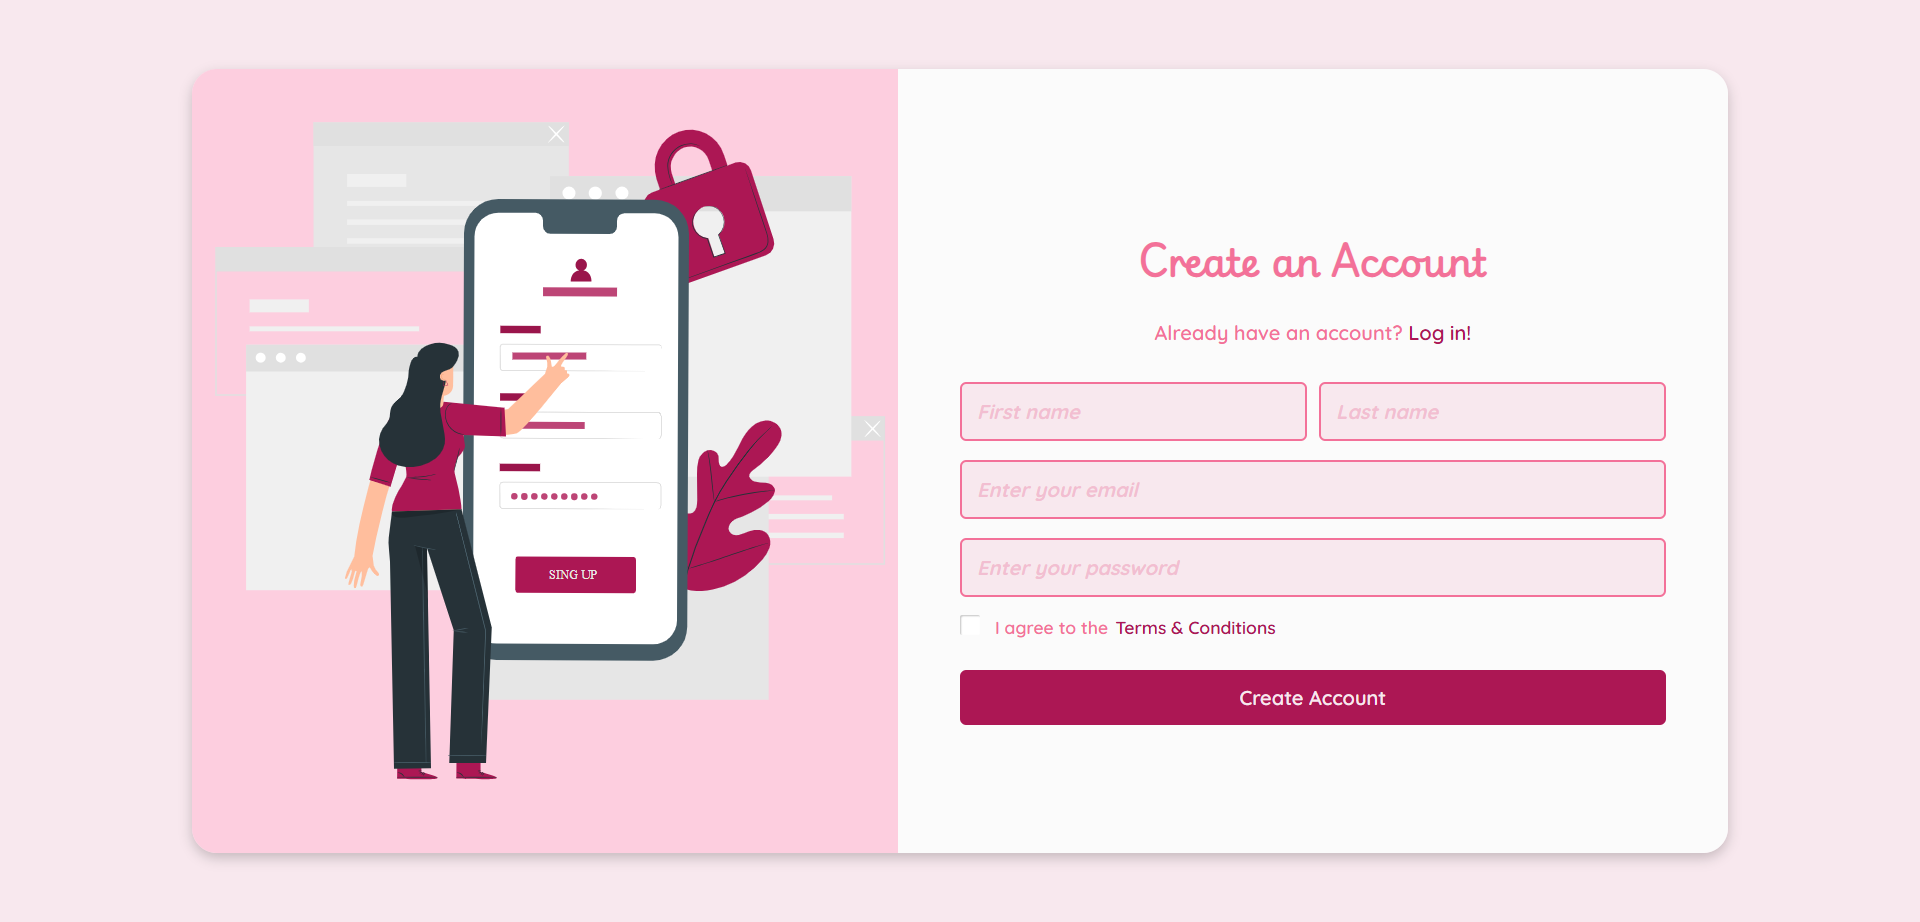 SING UP
Create an Account
Already have an account? Log in!
First name
Last name
Enter your email
Enter your password
I agree to the Terms & Conditions
Create Account